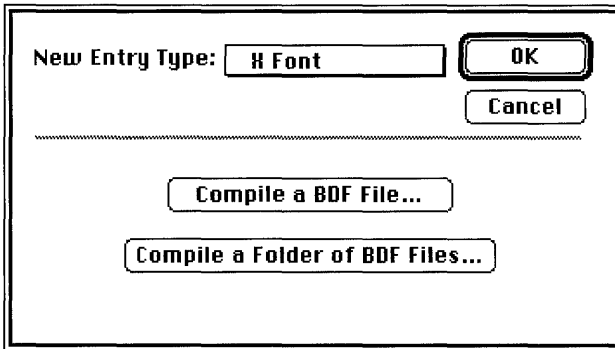 New Entry Type: X Font OK
Cancel
Compile a BDF File...
Compile a Folder of BDF Files...